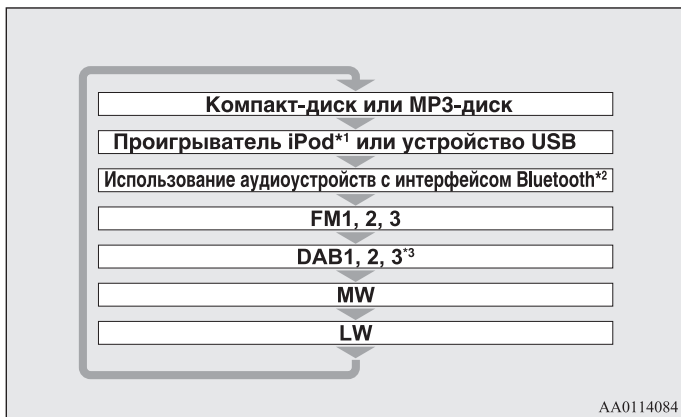 Компакт-диск или MP3-диск
Проигрыватель iPod*1 или устройство USB
Использование аудиоустройств с интерфейсом Bluetooth*2
FM1, 2, 3
DAB1, 2, 3*3
MW
LW
AA0114084